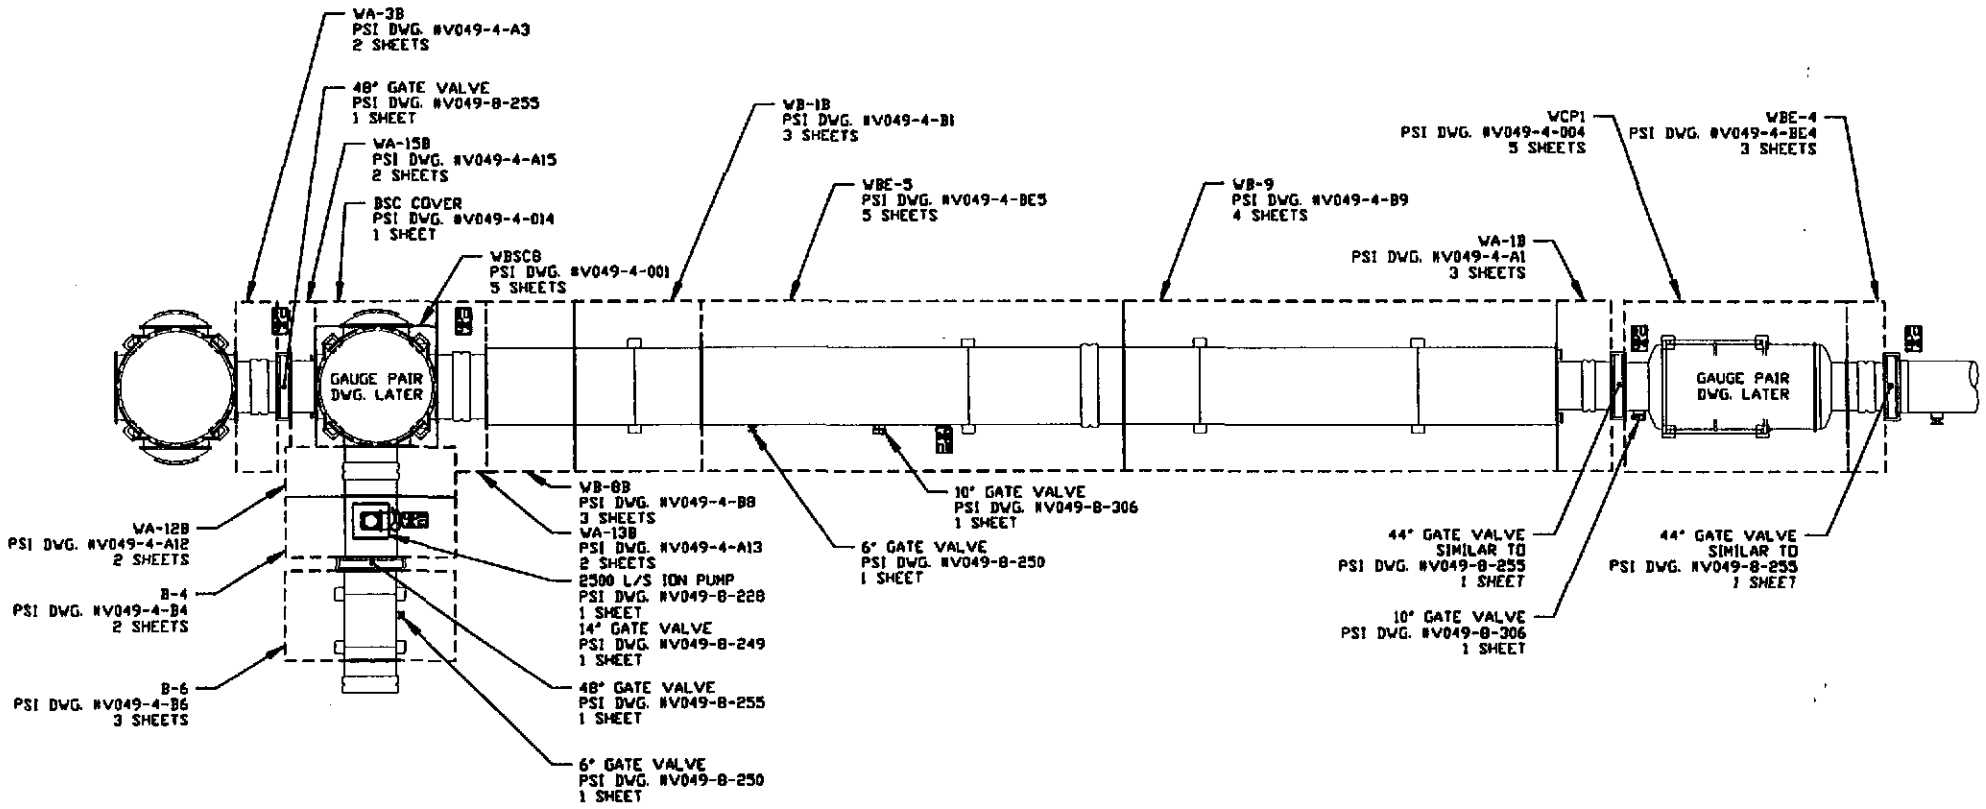 WA-3B
PSI DWG. #V049-4-A3
2 SHEETS
48" GATE VALVE
PSI DWG. #V049-8-255
1 SHEET
WA-15B
PSI DWG. #V049-4-A15
2 SHEETS
BSC COVER
PSI DWG. #V049-4-014
1 SHEET
WBSC8
PSI DWG. #V049-4-001
5 SHEETS
WB-1B
PSI DWG. #V049-4-B1
3 SHEETS
WBE-5
PSI DWG. #V049-4-BE5
5 SHEETS
WB-9
PSI DWG. #V049-4-B9
4 SHEETS
WCP1
PSI DWG. #V049-4-004
5 SHEETS
WBE-4
PSI DWG. #V049-4-BE4
3 SHEETS
WA-1B
PSI DWG. #V049-4-A1
3 SHEETS
GAUGE PAIR
DWG. LATER
GAUGE PAIR
DWG. LATER
WA-12B
PSI DWG. #V049-4-A12
2 SHEETS
B-4
PSI DWG. #V049-4-B4
2 SHEETS
B-6
PSI DWG. #V049-4-B6
3 SHEETS
WB-8B
PSI DWG. #V049-4-B8
3 SHEETS
WA-13B
PSI DWG. #V049-4-A13
2 SHEETS
2500 L/S ION PUMP
PSI DWG. #V049-8-228
1 SHEET
14" GATE VALVE
PSI DWG. #V049-8-249
1 SHEET
48" GATE VALVE
PSI DWG. #V049-8-255
1 SHEET
6" GATE VALVE
PSI DWG. #V049-8-250
1 SHEET
10" GATE VALVE
PSI DWG. #V049-8-306
1 SHEET
6" GATE VALVE
PSI DWG. #V049-8-250
1 SHEET
44" GATE VALVE
SIMILAR TO
PSI DWG. #V049-8-255
1 SHEET
10" GATE VALVE
PSI DWG. #V049-8-306
1 SHEET
44" GATE VALVE
SIMILAR TO
PSI DWG. #V049-8-255
1 SHEET